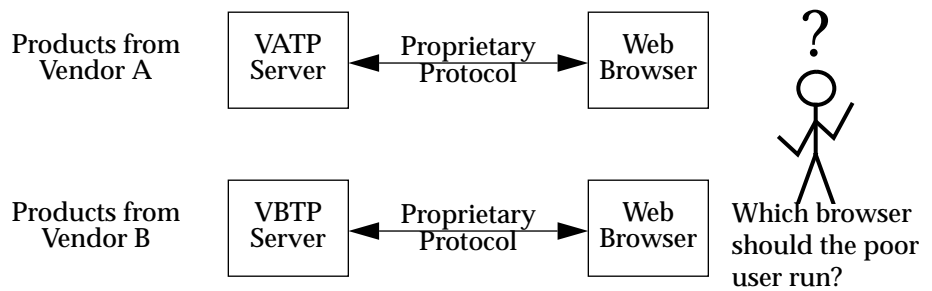 Products from
Vendor A
VATP
Server
Proprietary
Protocol
Web
Browser
?
Products from
Vendor B
VBTP
Server
Proprietary
Protocol
Web
Browser
Which browser
should the poor
user run?